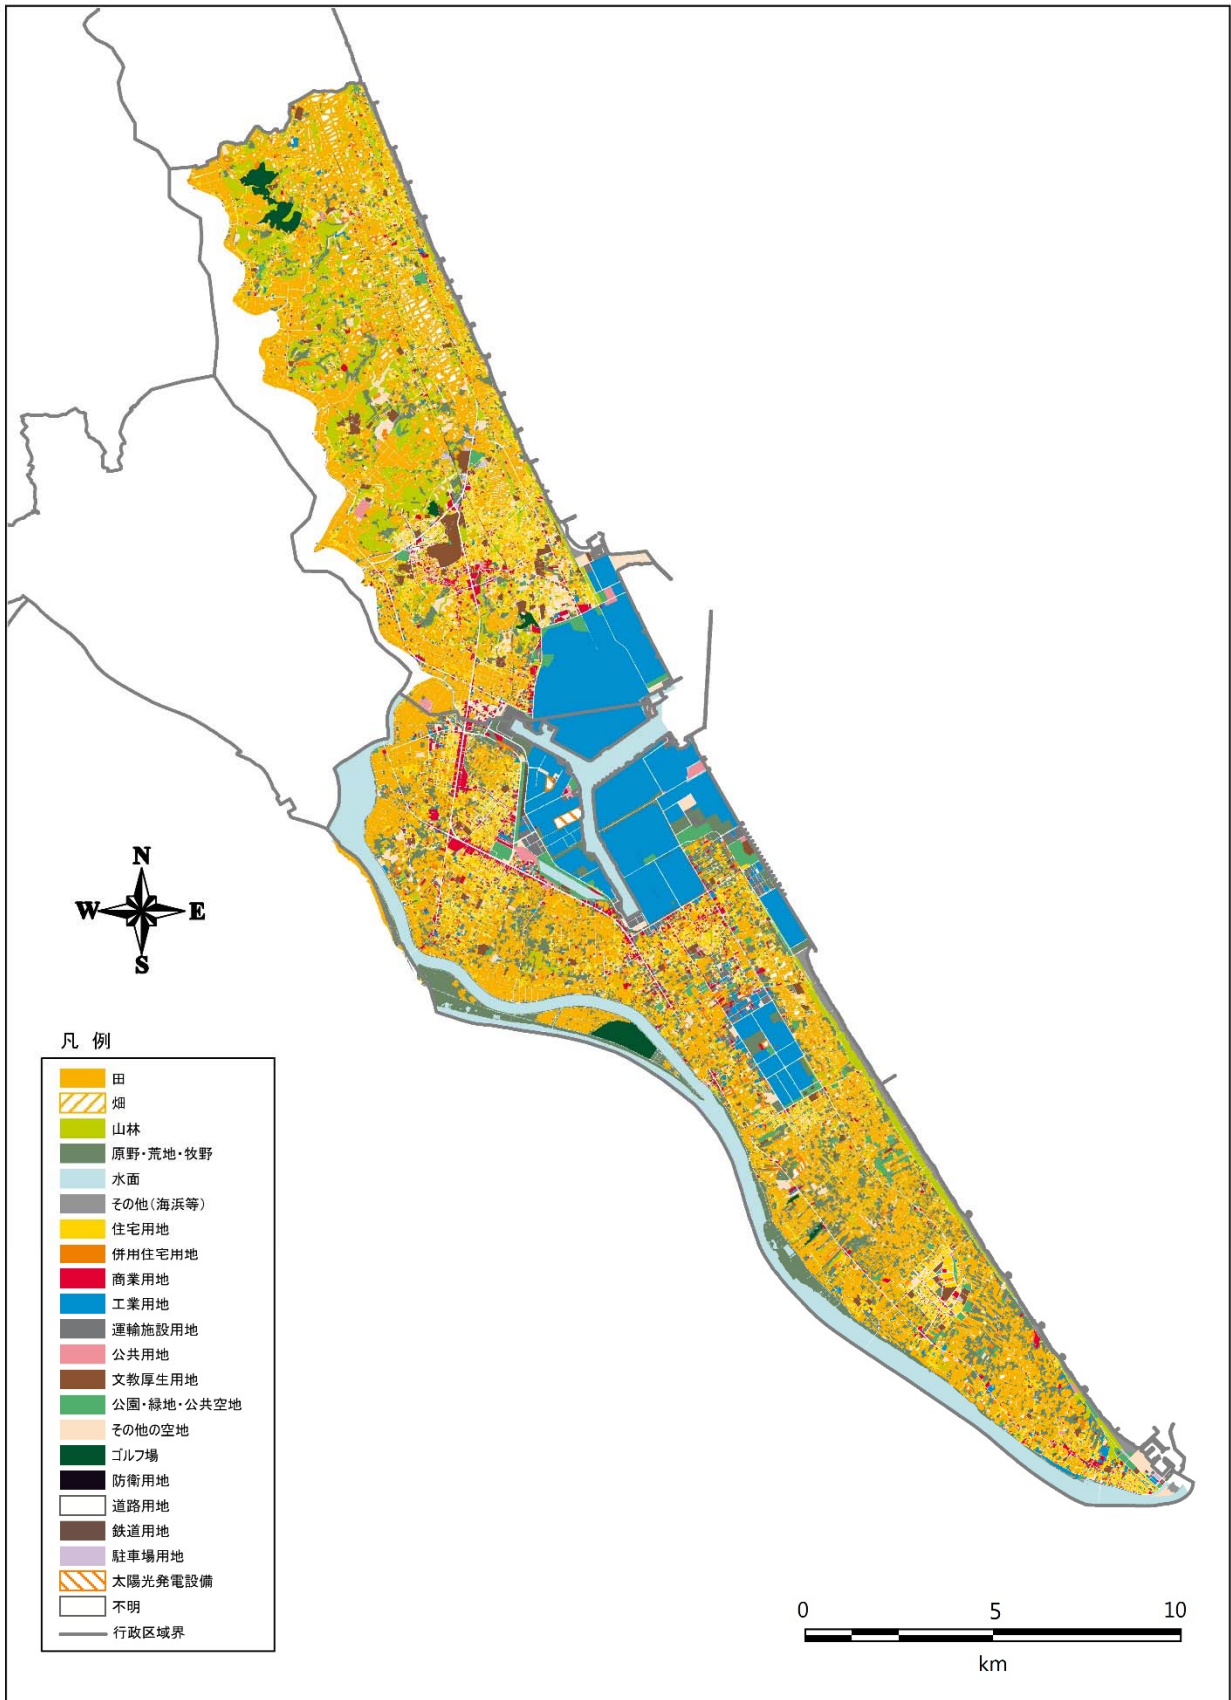 N
W
E
S
凡 例
田
畑
山林
原野・荒地・牧野
水面
その他(海浜等)
住宅用地
併用住宅用地
商業用地
工業用地
運輸施設用地
公共用地
文教厚生用地
公園・緑地・公共空地
その他の空地
ゴルフ場
防衛用地
道路用地
鉄道用地
駐車場用地
太陽光発電設備
不明
行政区域界
0 5 10
km